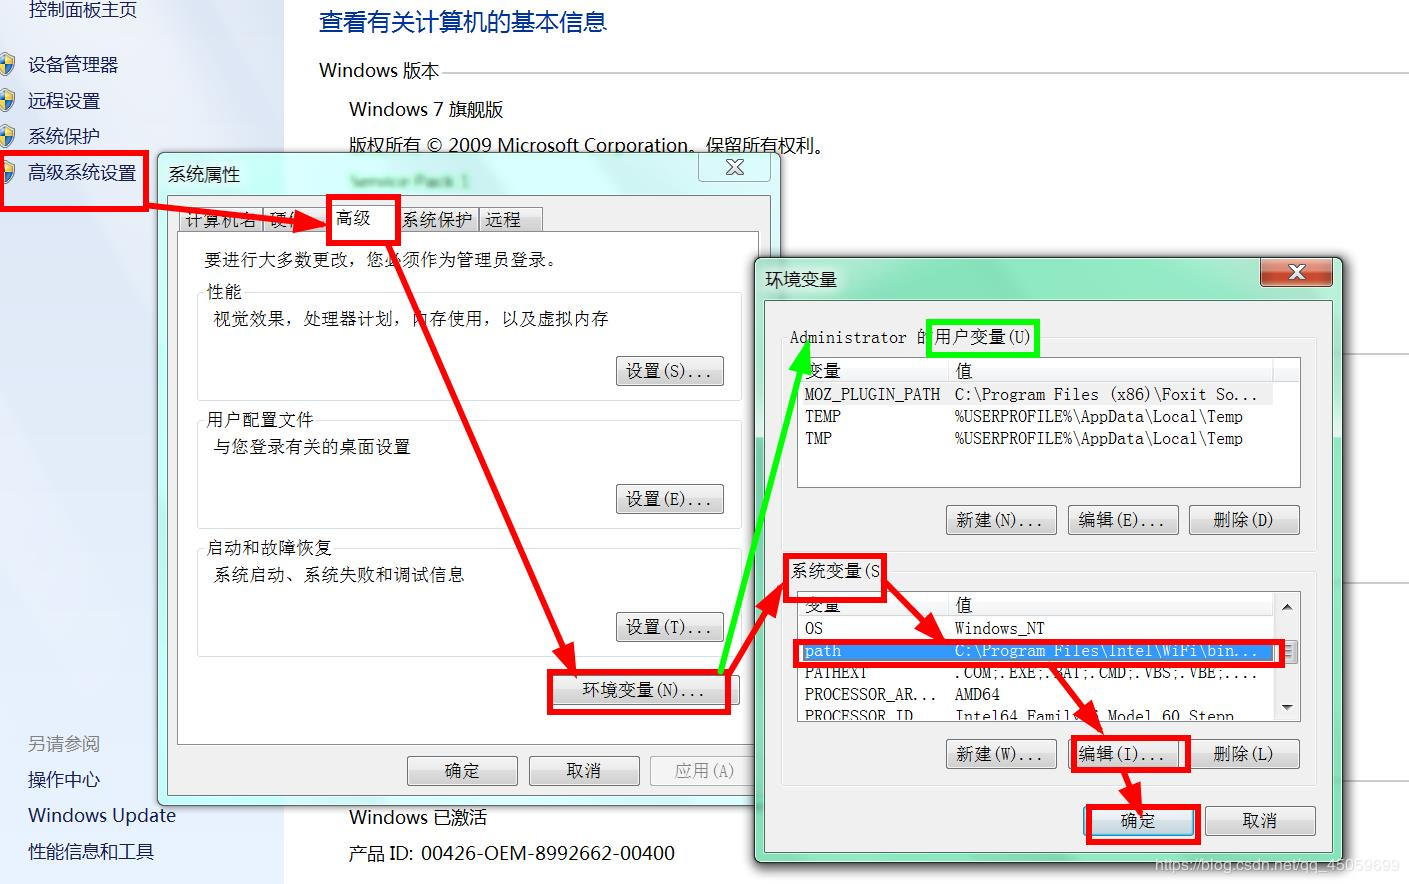 控制面板主页
设备管理器
远程设置
系统保护
高级系统设置
另请参阅
操作中心
Windows Update
性能信息和工具
查看有关计算机的基本信息
Windows 版本
Windows 7 旗舰版
版权所有 © 2009 Microsoft Corporation。保留所有权利。
Service Pack 1
系统属性
计算机名 高级 系统保护 远程
要进行大多数更改，您必须作为管理员登录。
性能
视觉效果，处理器计划，内存使用，以及虚拟内存
设置(S)...
用户配置文件
与您登录有关的桌面设置
设置(E)...
启动和故障恢复
系统启动、系统失败和调试信息
设置(T)...
环境变量(N)...
确定 取消 应用(A)
环境变量
Administrator 的用户变量(U)
变量 值
MOZ_PLUGIN_PATH C:\Program Files (x86)\Foxit So...
TEMP %USERPROFILE%\AppData\Local\Temp
TMP %USERPROFILE%\AppData\Local\Temp
新建(N)... 编辑(E)... 删除(D)
系统变量(S
变量 值
OS Windows_NT
path C:\Program Files\Intel\WiFi\bin...
PATHEXT .COM;.EXE;.BAT;.CMD;.VBS;.VBE;....
PROCESSOR_AR... AMD64
PROCESSOR_ID Intel64 Family 6 Model 60 Stepp
新建(W)... 编辑(I)... 删除(L)
确定 取消
Windows 已激活
产品 ID: 00426-OEM-8992662-00400
https://blog.csdn.net/qq_45059699